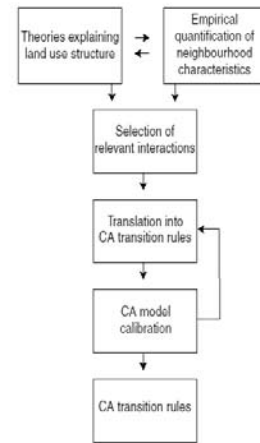 Theories explaining
land use structure
Empirical
quantification of
neighbourhood
characteristics
Selection of
relevant interactions
Translation into
CA transition rules
CA model
calibration
CA transition rules